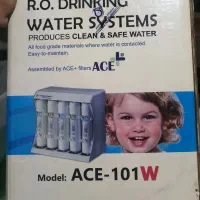 R.O. DRINKING
WATER SYSTEMS
PRODUCES CLEAN & SAFE WATER
All food grade materials where water is contacted.
Easy-to-maintain.
Assembled by ACE+ filters ACE+
Model: ACE-101W